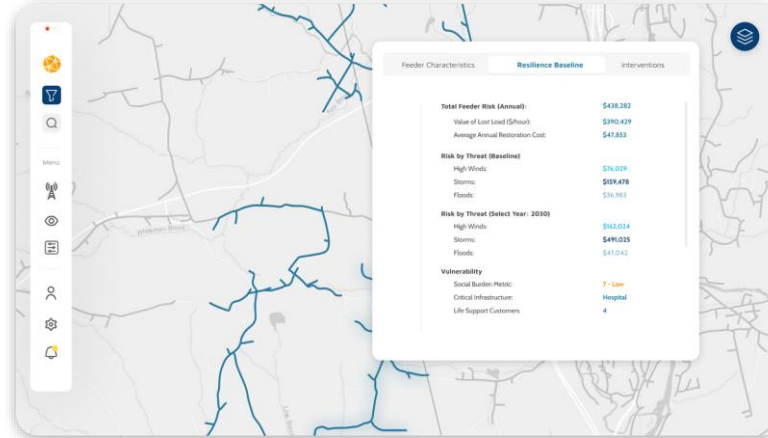 Feeder Characteristics Resilience Baseline Interventions
Total Feeder Risk (Annual): $438,282
Value of Lost Load ($/hour): $390,429
Average Annual Restoration Cost: $47,853
Risk by Threat (Baseline)
High Winds: $76,029
Storms: $159,478
Floods: $36,983
Risk by Threat (Select Year: 2030)
High Winds: $162,024
Storms: $491,025
Floods: $47,042
Vulnerability
Social Burden Metric: 7 - Low
Critical Infrastructure: Hospital
Life Support Customers 4
Menu